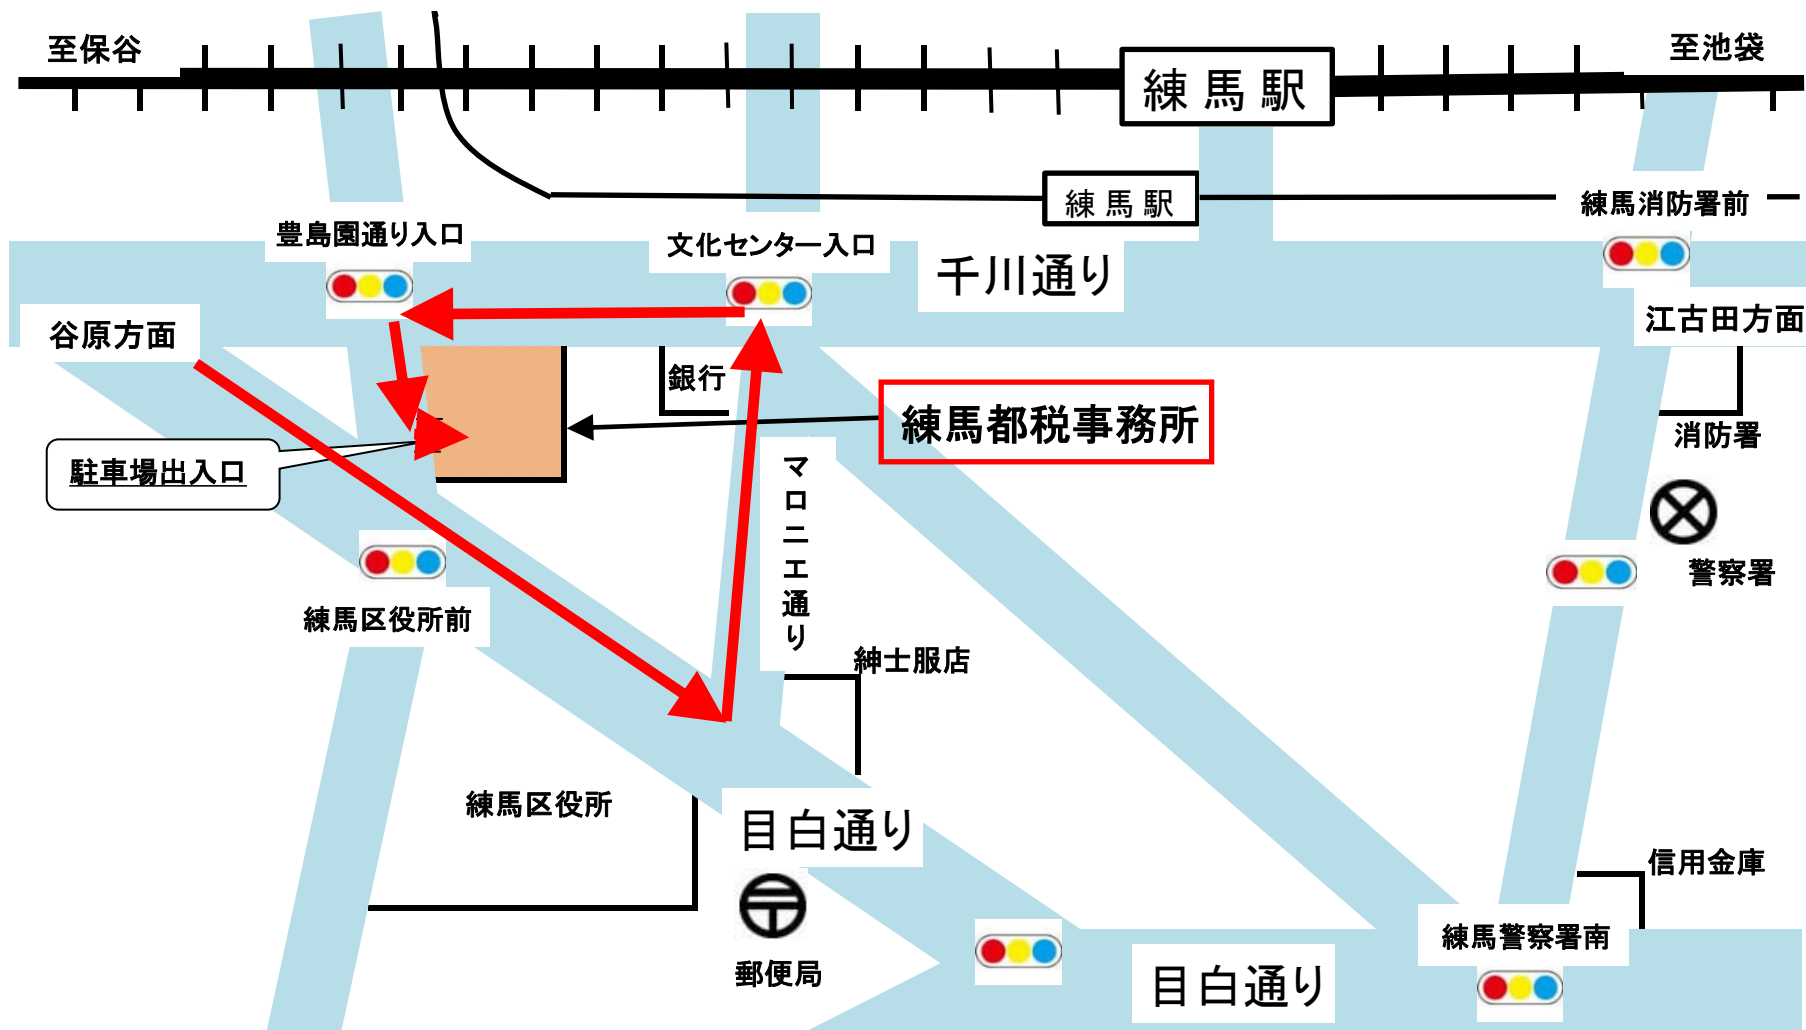 至保谷
至池袋
練馬駅
練馬駅
練馬消防署前
豊島園通り入口
文化センター入口
千川通り
谷原方面
江古田方面
銀行
練馬都税事務所
消防署
駐車場出入口
マロニエ通り
警察署
練馬区役所前
紳士服店
練馬区役所
目白通り
信用金庫
練馬警察署南
郵便局
目白通り